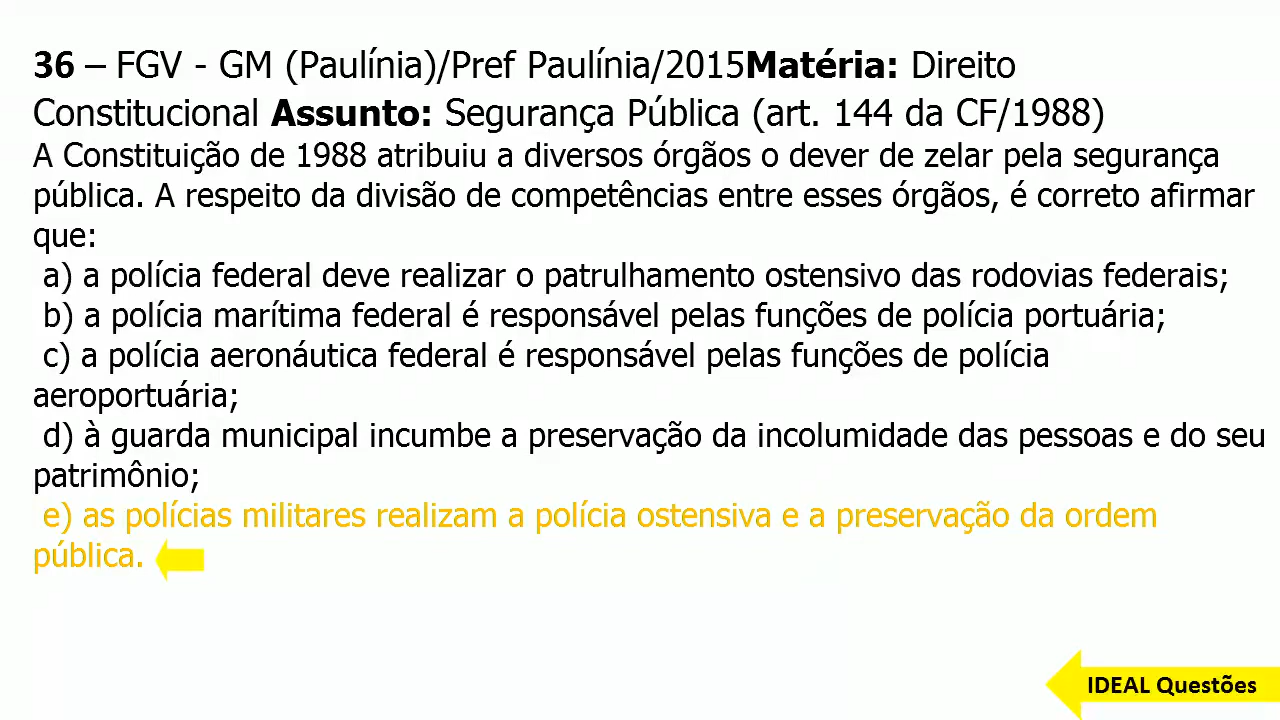 36 – FGV - GM (Paulínia)/Pref Paulínia/2015Matéria: Direito
Constitucional Assunto: Segurança Pública (art. 144 da CF/1988)
A Constituição de 1988 atribuiu a diversos órgãos o dever de zelar pela segurança
pública. A respeito da divisão de competências entre esses órgãos, é correto afirmar
que:
a) a polícia federal deve realizar o patrulhamento ostensivo das rodovias federais;
b) a polícia marítima federal é responsável pelas funções de polícia portuária;
c) a polícia aeronáutica federal é responsável pelas funções de polícia
aeroportuária;
d) à guarda municipal incumbe a preservação da incolumidade das pessoas e do seu
patrimônio;
e) as polícias militares realizam a polícia ostensiva e a preservação da ordem
pública.
IDEAL Questões